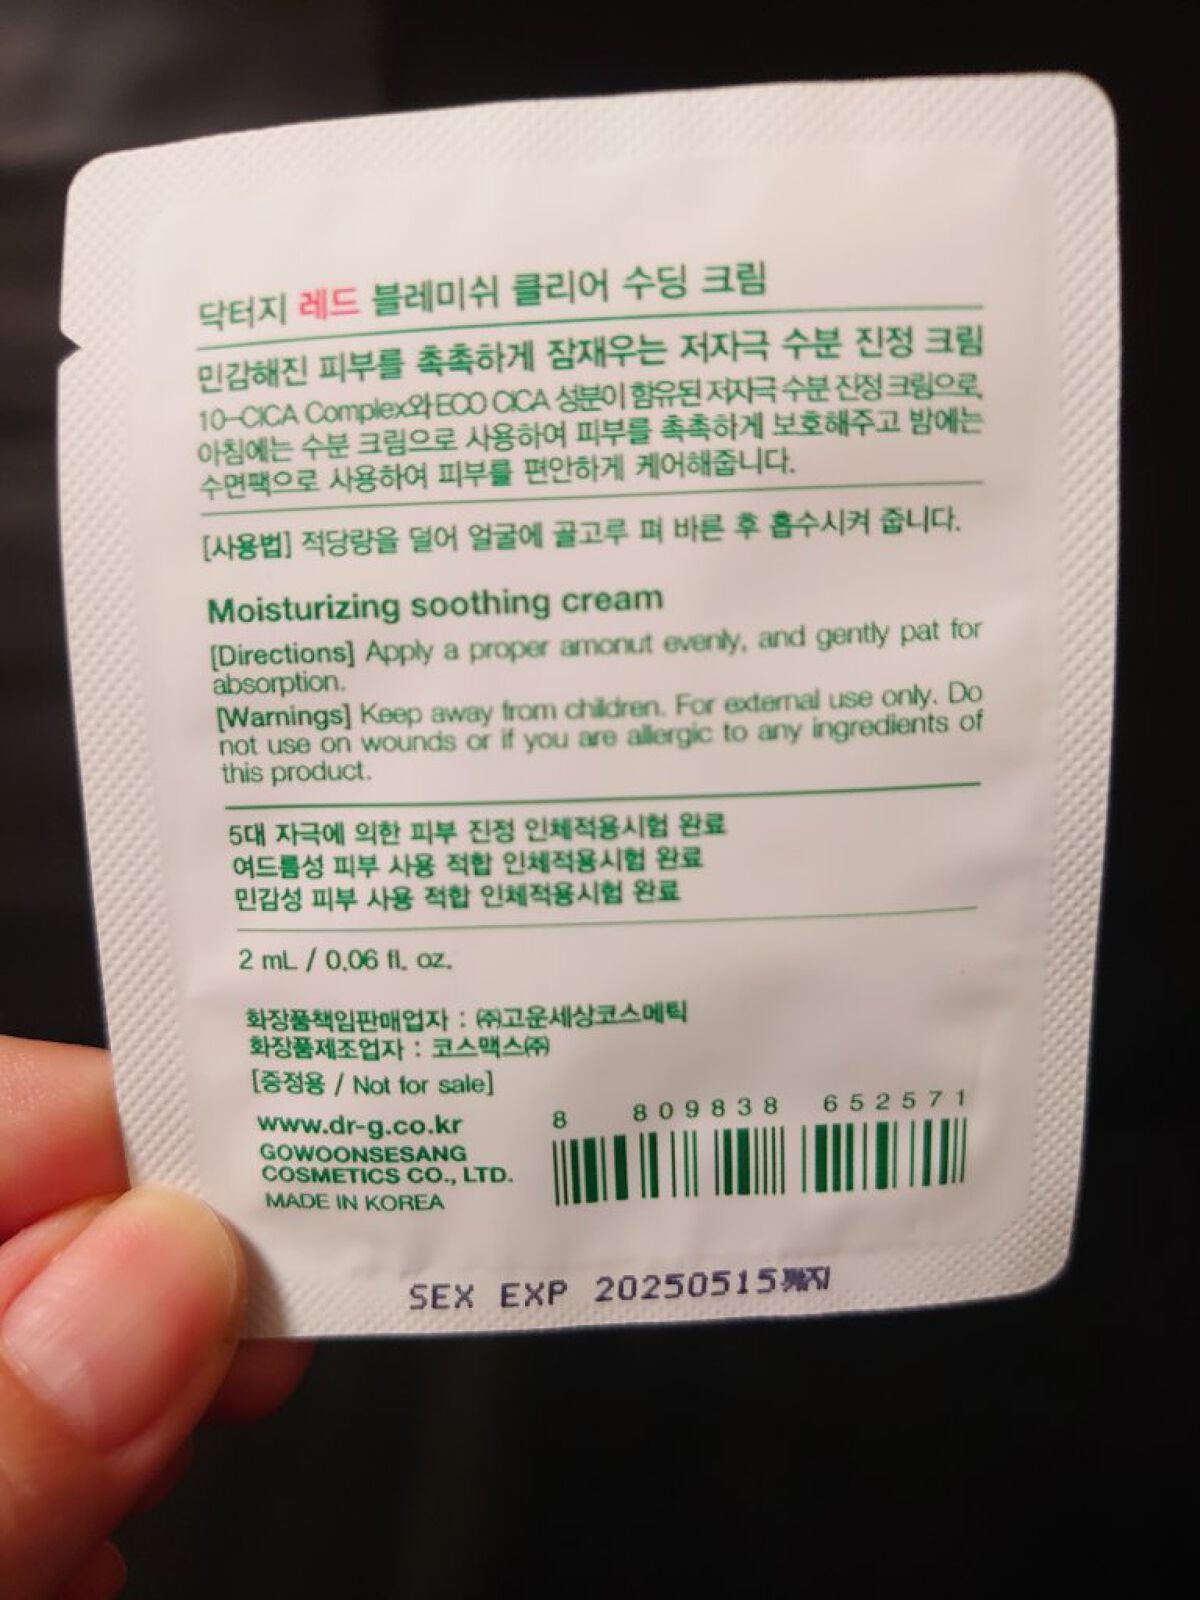 닥터지 레드 블레미쉬 클리어 수딩 크림
민감해진 피부를 촉촉하게 잠재우는 저자극 수분 진정 크림
10-CICA Complex와 ECO CICA 성분이 함유된 저자극 수분 진정 크림으로,
아침에는 수분 크림으로 사용하여 피부를 촉촉하게 보호해주고 밤에는
수면팩으로 사용하여 피부를 편안하게 케어해줍니다.
[사용법] 적당량을 덜어 얼굴에 골고루 펴 바른 후 흡수시켜 줍니다.
Moisturizing soothing cream
[Directions] Apply a proper amonut evenly, and gently pat for
absorption.
[Warnings] Keep away from children. For external use only. Do
not use on wounds or if you are allergic to any ingredients of
this product.
5대 자극에 의한 피부 진정 인체적용시험 완료
여드름성 피부 사용 적합 인체적용시험 완료
민감성 피부 사용 적합 인체적용시험 완료
2 mL / 0.06 fl. oz.
화장품책임판매업자 : ㈜고운세상코스메틱
화장품제조업자 : 코스맥스㈜
[증정용 / Not for sale]
www.dr-g.co.kr
GOWOONSESANG
COSMETICS CO., LTD.
MADE IN KOREA
8 809838 652571
SEX EXP 20250515까지